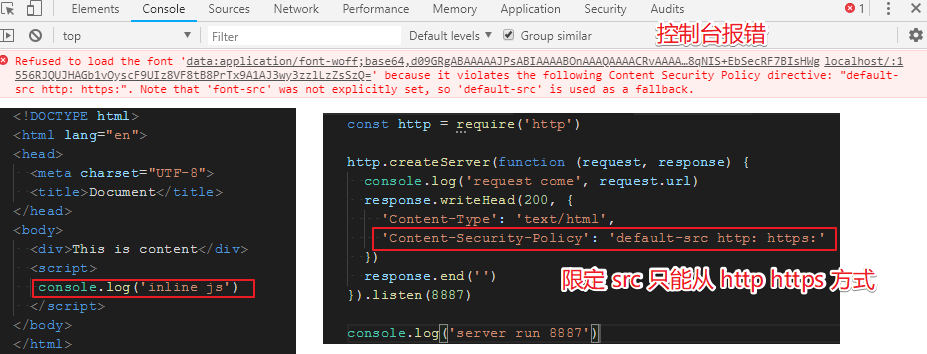 Elements Console Sources Network Performance Memory Application Security Audits 1
top Filter Default levels Group similar 控制台报错
Refused to load the font 'data:application/font-woff;base64,d09GRgABAAAAAJPsABIAAAABOnAAAQAAAACRvAAAA…8qNIS+EbSecRF7BIsHWg localhost/:1
556RJQUJHAGb1vOyscF9UIz8VF8tB8PrTx9A1AJ3wy3zz1LzZsSzQ=' because it violates the following Content Security Policy directive: "default-
src http: https:". Note that 'font-src' was not explicitly set, so 'default-src' is used as a fallback.
<!DOCTYPE html>
<html lang="en">
<head>
<meta charset="UTF-8">
<title>Document</title>
</head>
<body>
<div>This is content</div>
<script>
console.log('inline js')
</script>
</body>
</html>
const http = require('http')
http.createServer(function (request, response) {
console.log('request come', request.url)
response.writeHead(200, {
'Content-Type': 'text/html',
'Content-Security-Policy': 'default-src http: https:'
})
response.end('')
}).listen(8887)
限定 src 只能从 http https 方式
console.log('server run 8887')